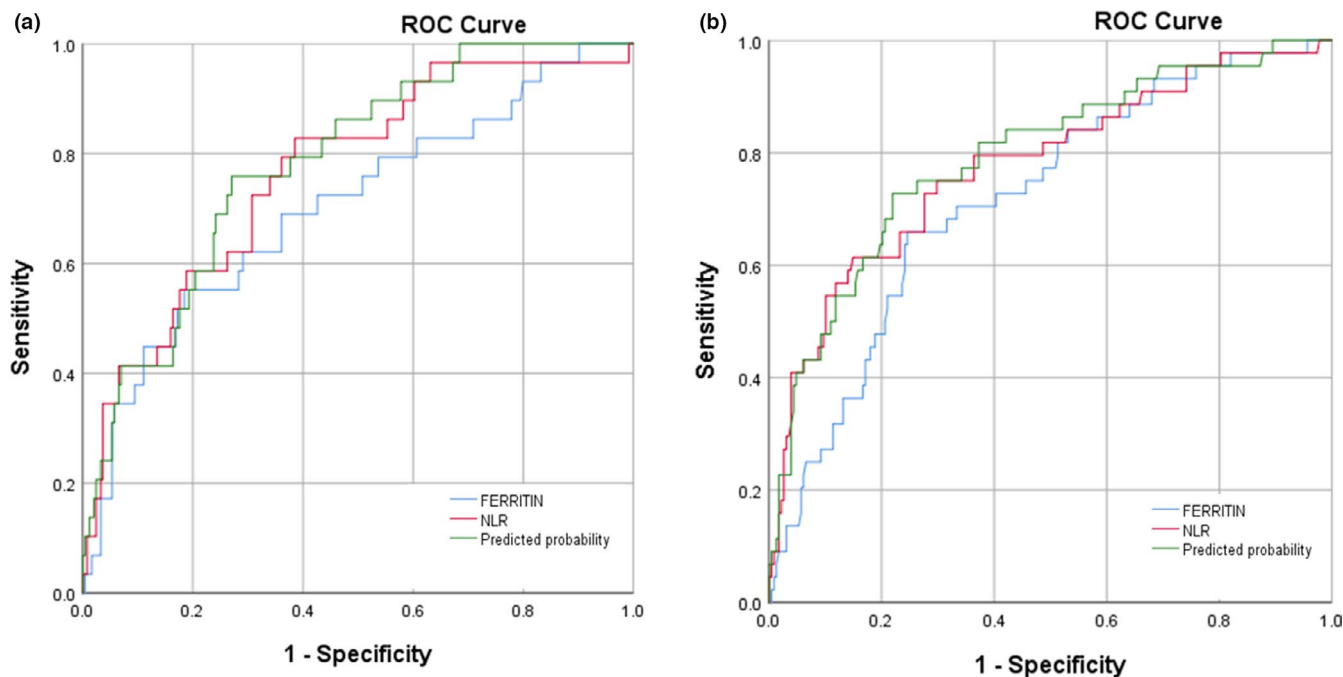 (a)
ROC Curve
1.0
0.8
0.6
0.4
0.2
0.0
Sensitivity
FERRITIN
NLR
Predicted probability
0.0 0.2 0.4 0.6 0.8 1.0
1 - Specificity
(b)
ROC Curve
1.0
0.8
0.6
0.4
0.2
0.0
Sensitivity
FERRITIN
NLR
Predicted probability
0.0 0.2 0.4 0.6 0.8 1.0
1 - Specificity